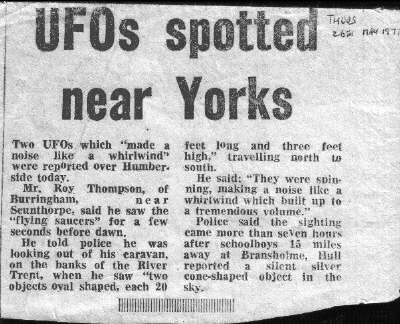 UFOs spotted
THURS
26 MAY 1977
near Yorks
Two UFOs which "made a
noise like a whirlwind"
were reported over Humber-
side today.
Mr. Roy Thompson, of
Burringham, near
Scunthorpe, said he saw the
"flying saucers" for a few
seconds before dawn.
He told police he was
looking out of his caravan,
on the banks of the River
Trent, when he saw "two
objects oval shaped, each 20
feet long and three feet
high," travelling north to
south.
He said: "They were spin-
ning, making a noise like a
whirlwind which built up to
a tremendous volume."
Police said the sighting
came more than seven hours
after schoolboys 15 miles
away at Bransholme, Hull
reported a silent silver
cone-shaped object in the
sky.